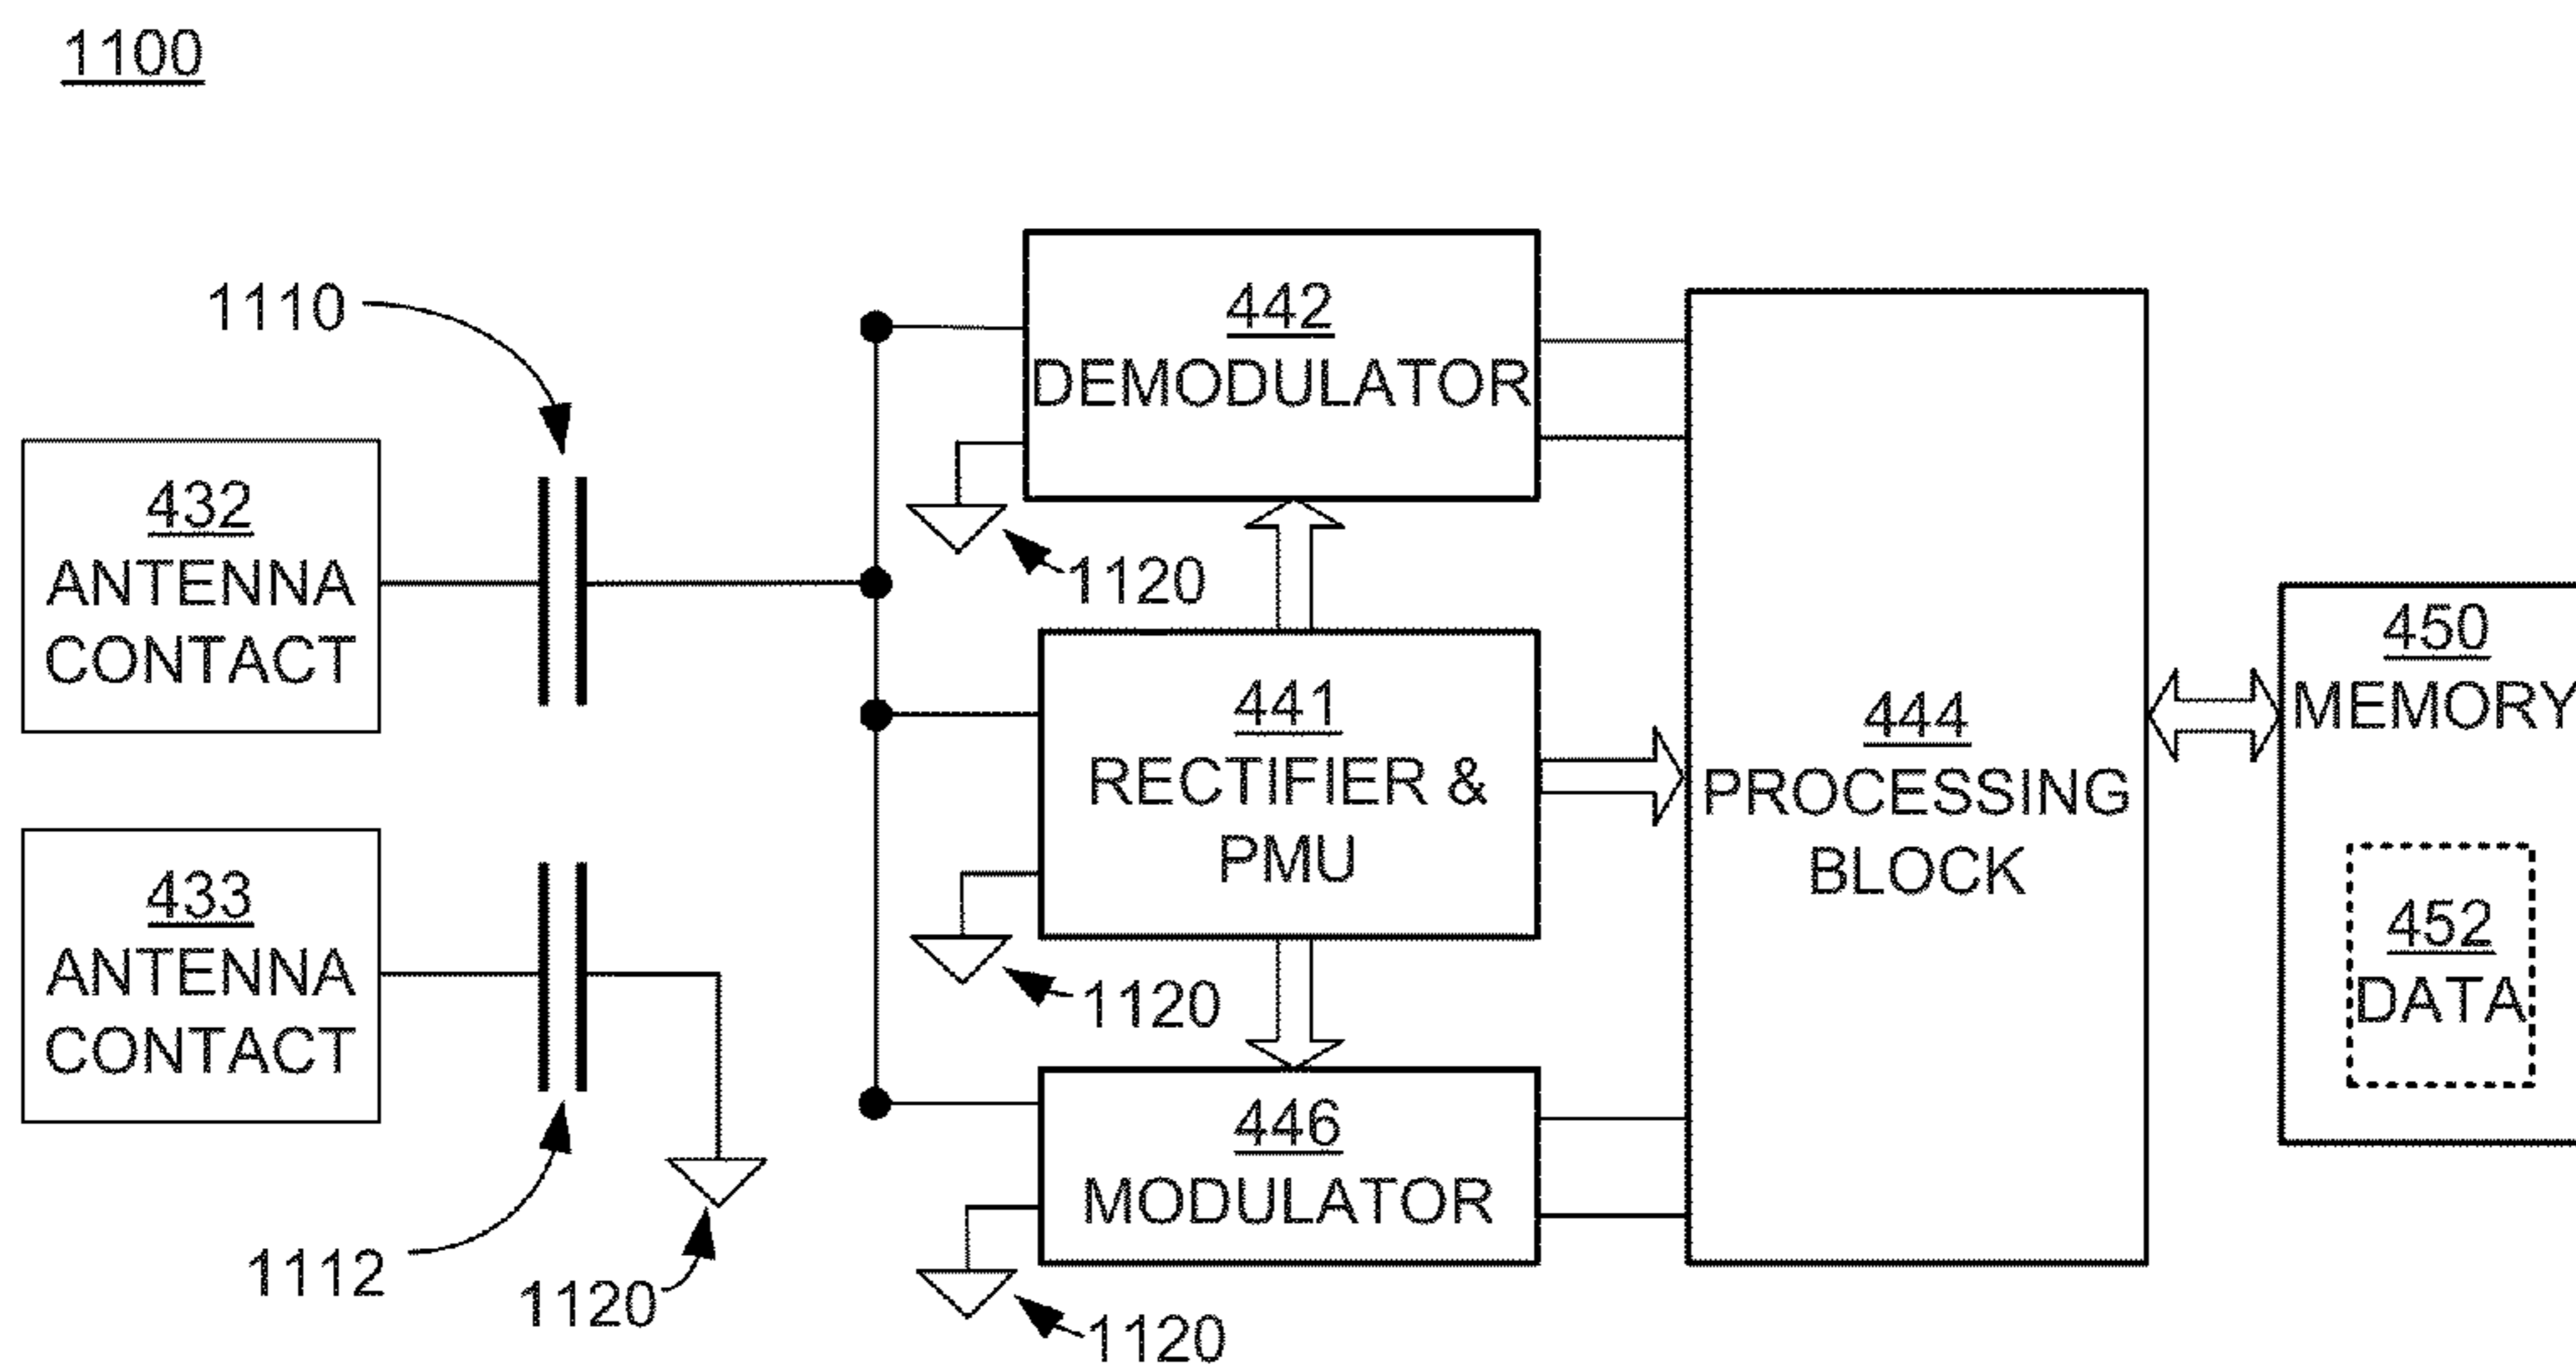 1100
1110
432
ANTENNA
CONTACT
433
ANTENNA
CONTACT
1112
1120
442
DEMODULATOR
1120
441
RECTIFIER &
PMU
1120
446
MODULATOR
1120
444
PROCESSING
BLOCK
450
MEMORY
452
DATA